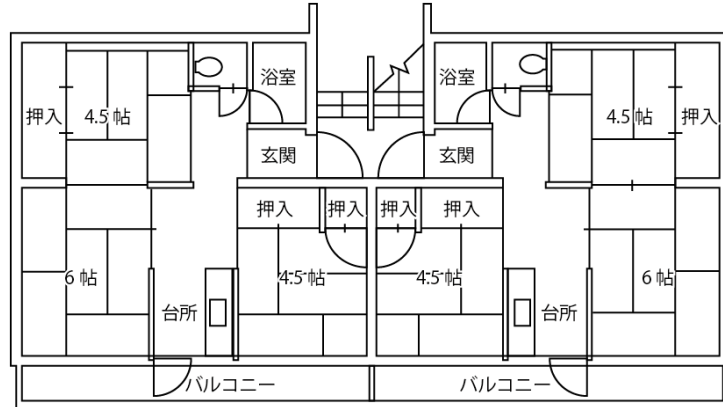 浴室
浴室
押入
4.5 帖
4.5 帖
押入
玄関
玄関
押入
押入
押入
押入
6 帖
4.5 帖
4.5 帖
6 帖
台所
台所
バルコニー
バルコニー